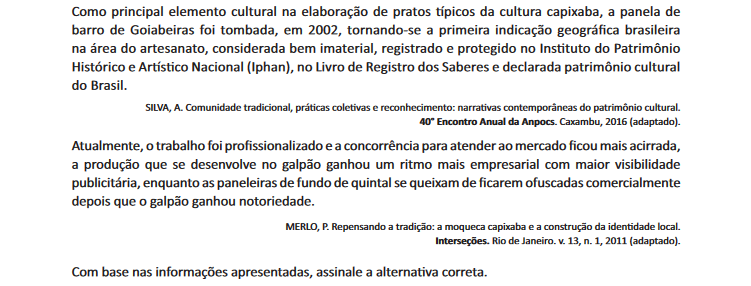 Como principal elemento cultural na elaboração de pratos típicos da cultura capixaba, a panela de
barro de Goiabeiras foi tombada, em 2002, tornando-se a primeira indicação geográfica brasileira
na área do artesanato, considerada bem imaterial, registrado e protegido no Instituto do Patrimônio
Histórico e Artístico Nacional (Iphan), no Livro de Registro dos Saberes e declarada patrimônio cultural
do Brasil.
SILVA, A. Comunidade tradicional, práticas coletivas e reconhecimento: narrativas contemporâneas do patrimônio cultural.
40° Encontro Anual da Anpocs. Caxambu, 2016 (adaptado).
Atualmente, o trabalho foi profissionalizado e a concorrência para atender ao mercado ficou mais acirrada,
a produção que se desenvolve no galpão ganhou um ritmo mais empresarial com maior visibilidade
publicitária, enquanto as paneleiras de fundo de quintal se queixam de ficarem ofuscadas comercialmente
depois que o galpão ganhou notoriedade.
MERLO, P. Repensando a tradição: a moqueca capixaba e a construção da identidade local.
Interseções. Rio de Janeiro. v. 13, n. 1, 2011 (adaptado).
Com base nas informações apresentadas, assinale a alternativa correta.